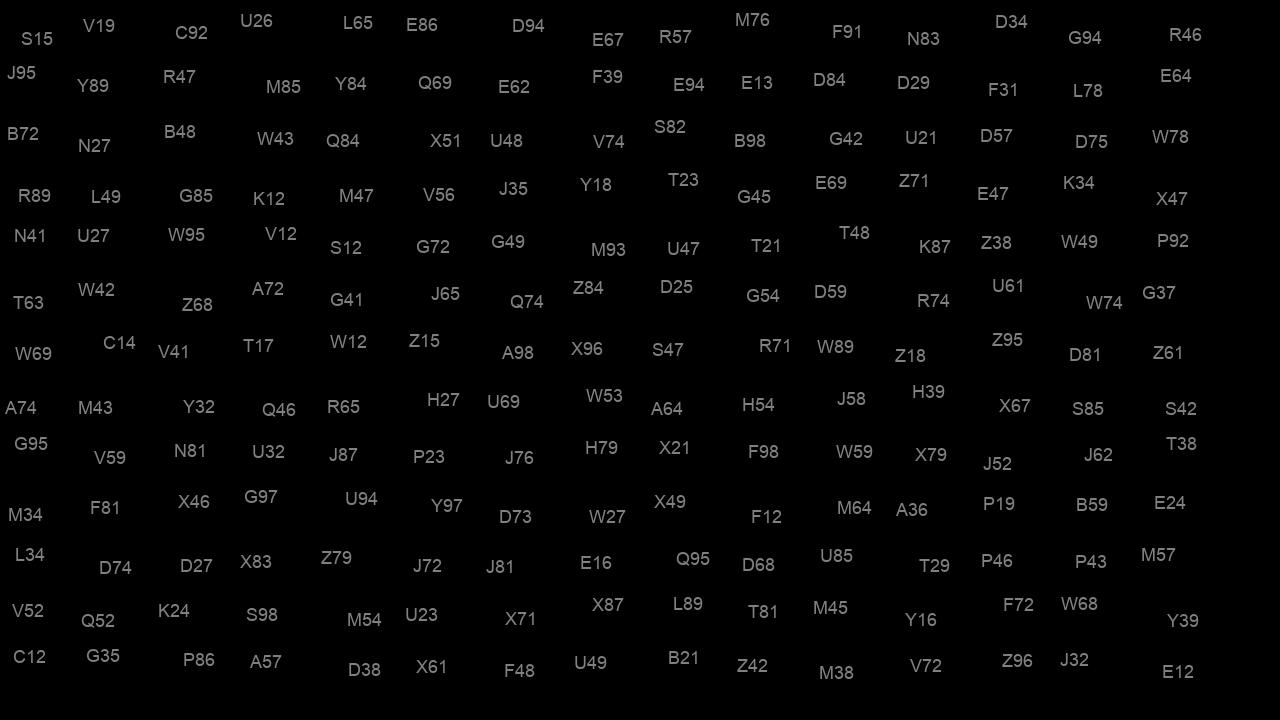 S15 V19 C92 U26 L65 E86 D94 E67 R57 M76 F91 N83 D34 G94 R46
J95 Y89 R47 M85 Y84 Q69 E62 F39 E94 E13 D84 D29 F31 L78 E64
B72 N27 B48 W43 Q84 X51 U48 V74 S82 B98 G42 U21 D57 D75 W78
R89 L49 G85 K12 M47 V56 J35 Y18 T23 G45 E69 Z71 E47 K34 X47
N41 U27 W95 V12 S12 G72 G49 M93 U47 T21 T48 K87 Z38 W49 P92
T63 W42 Z68 A72 G41 J65 Q74 Z84 D25 G54 D59 R74 U61 W74 G37
W69 C14 V41 T17 W12 Z15 A98 X96 S47 R71 W89 Z18 Z95 D81 Z61
A74 M43 Y32 Q46 R65 H27 U69 W53 A64 H54 J58 H39 X67 S85 S42
G95 V59 N81 U32 J87 P23 J76 H79 X21 F98 W59 X79 J52 J62 T38
M34 F81 X46 G97 U94 Y97 D73 W27 X49 F12 M64 A36 P19 B59 E24
L34 D74 D27 X83 Z79 J72 J81 E16 Q95 D68 U85 T29 P46 P43 M57
V52 Q52 K24 S98 M54 U23 X71 X87 L89 T81 M45 Y16 F72 W68 Y39
C12 G35 P86 A57 D38 X61 F48 U49 B21 Z42 M38 V72 Z96 J32 E12